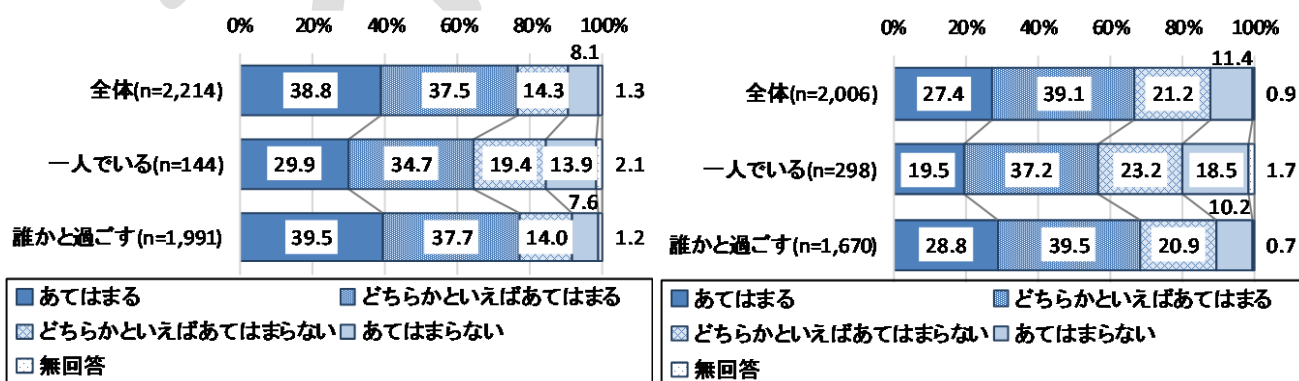 0% 20% 40% 60% 80% 100%
8.1
全体(n=2,214) 38.8 37.5 14.3 1.3
一人でいる(n=144) 29.9 34.7 19.4 13.9 2.1
7.6
誰かと過ごす(n=1,991) 39.5 37.7 14.0 1.2
あてはまる どちらかといえばあてはまる
どちらかといえばあてはまらない あてはまらない
無回答
0% 20% 40% 60% 80% 100%
11.4
全体(n=2,006) 27.4 39.1 21.2 0.9
一人でいる(n=298) 19.5 37.2 23.2 18.5 1.7
10.2
誰かと過ごす(n=1,670) 28.8 39.5 20.9 0.7
あてはまる どちらかといえばあてはまる
どちらかといえばあてはまらない あてはまらない
無回答